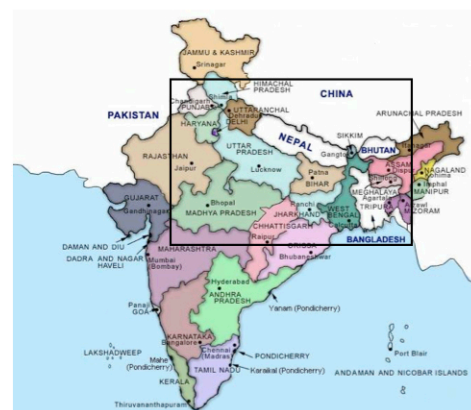 JAMMU & KASHMIR
Srinagar
HIMACHAL
PRADESH
CHINA
Shimla
Chandigarh
PUNJAB
UTTARANCHAL
Dehradun
PAKISTAN
HARYANA
DELHI
ARUNACHAL PRADESH
NEPAL
SIKKIM
BHUTAN
Itanagar
RAJASTHAN
Jaipur
UTTAR
PRADESH
Lucknow
Gangtok
ASSAM
Dispur
NAGALAND
Kohima
Patna
BIHAR
Shillong
MEGHALAYA
Imphal
MANIPUR
Agartala
TRIPURA
Aizawl
MIZORAM
GUJARAT
Gandhinagar
Bhopal
MADHYA PRADESH
Ranchi
JHARKHAND
WEST
BENGAL
Calcutta
CHHATTISGARH
Raipur
BANGLADESH
DAMAN AND DIU
DADRA AND NAGAR
HAVELI
MAHARASHTRA
Mumbai
(Bombay)
ORISSA
Bhubaneshwar
Hyderabad
ANDHRA
PRADESH
Yanam (Pondicherry)
Panaji
GOA
KARNATAKA
Bangalore
Chennai
(Madras)
PONDICHERRY
LAKSHADWEEP
Mahe
(Pondicherry)
TAMIL NADU
Karaikal (Pondicherry)
KERALA
Thiruvananthapuram
Port Blair
ANDAMAN AND NICOBAR ISLANDS